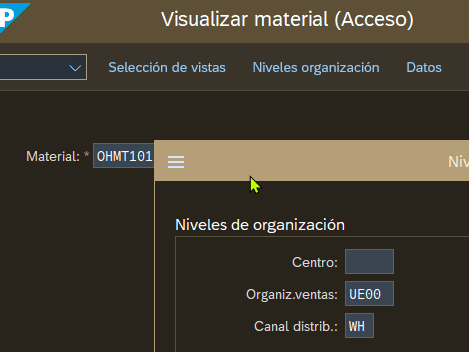 Visualizar material (Acceso)
Selección de vistas Niveles organización Datos
Material: * OHMT101
Niveles de organización
Centro:
Organiz.ventas: UE00
Canal distrib.: WH